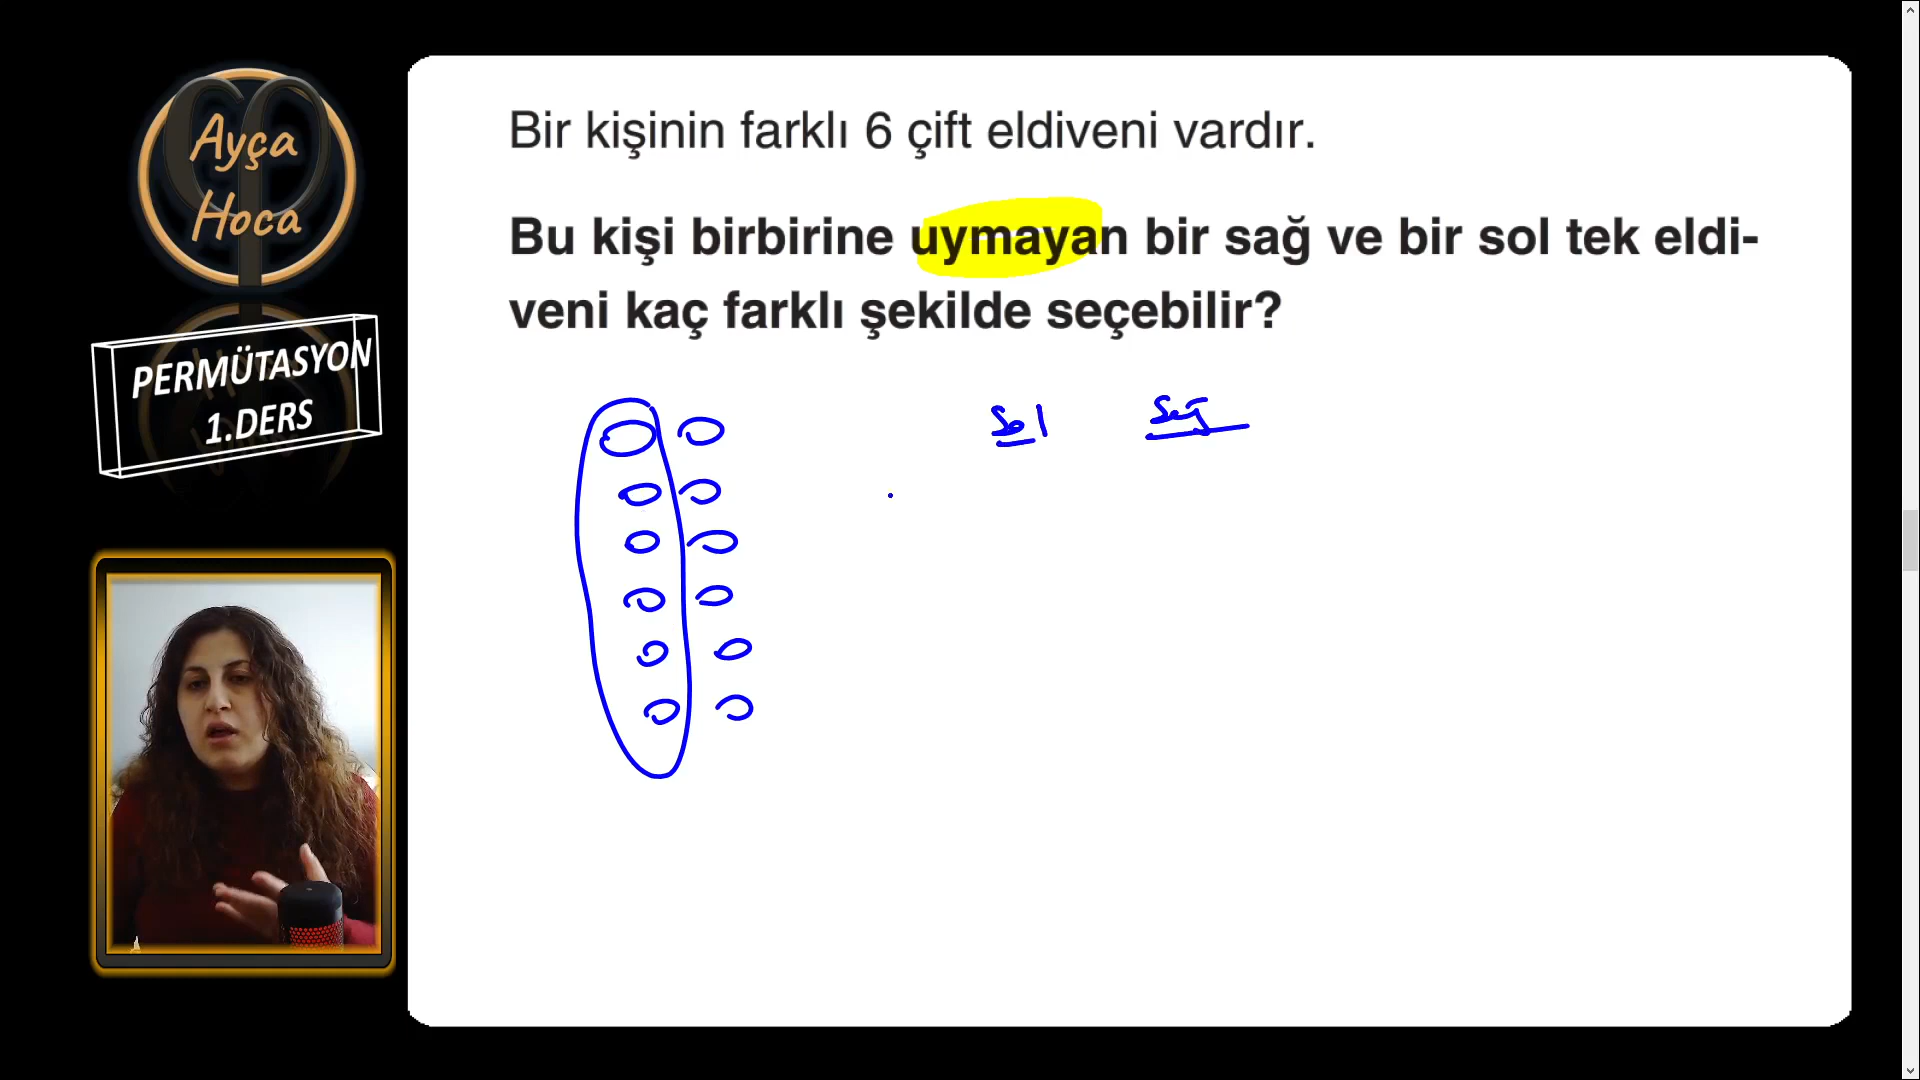 Ayça
Hoca
PERMÜTASYON
1.DERS
Bir kişinin farklı 6 çift eldiveni vardır.
Bu kişi birbirine uymayan bir sağ ve bir sol tek eldi-
veni kaç farklı şekilde seçebilir?
Sol Sağ